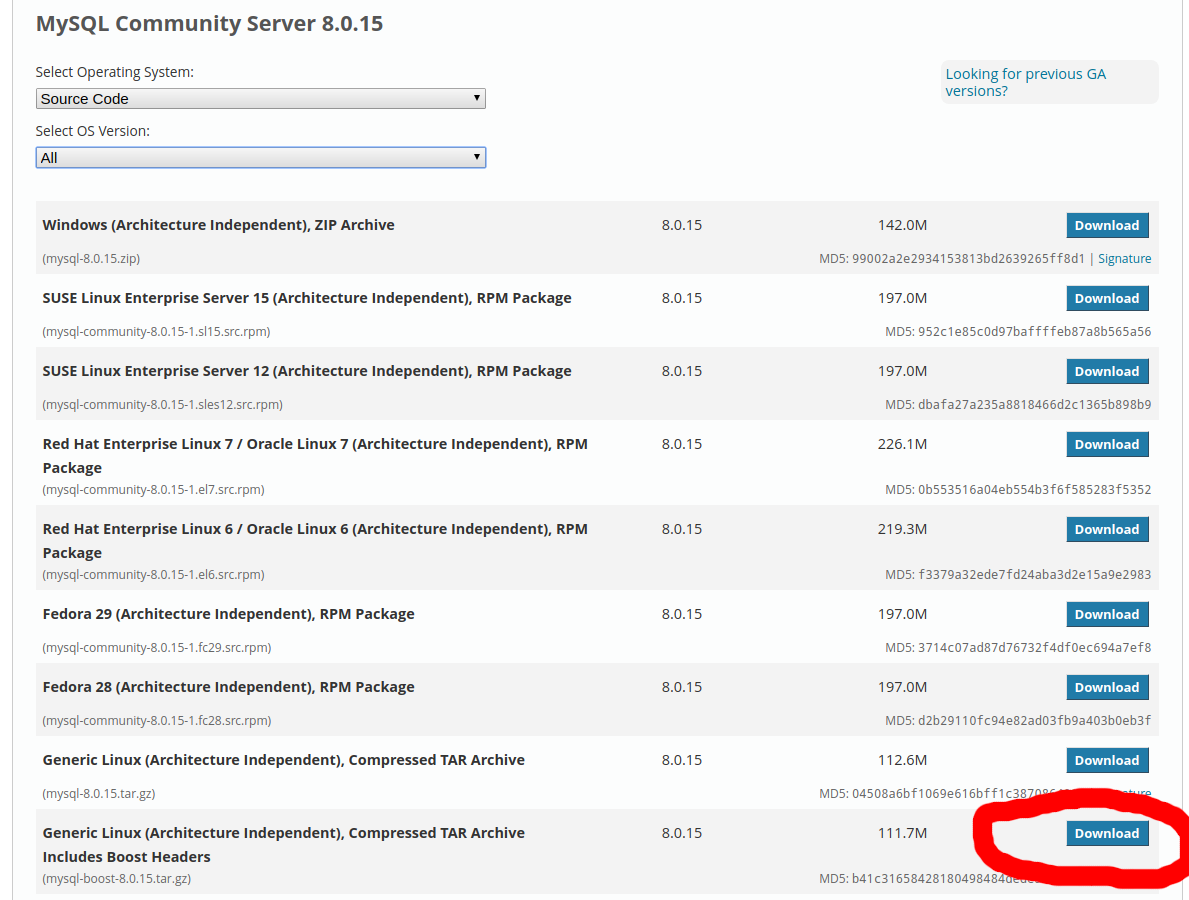 MySQL Community Server 8.0.15
Select Operating System:
Source Code
Looking for previous GA
versions?
Select OS Version:
All
Windows (Architecture Independent), ZIP Archive 8.0.15 142.0M Download
(mysql-8.0.15.zip) MD5: 99002a2e2934153813bd2639265ff8d1 | Signature
SUSE Linux Enterprise Server 15 (Architecture Independent), RPM Package 8.0.15 197.0M Download
(mysql-community-8.0.15-1.sl15.src.rpm) MD5: 952c1e85c0d97baffffeb87a8b565a56
SUSE Linux Enterprise Server 12 (Architecture Independent), RPM Package 8.0.15 197.0M Download
(mysql-community-8.0.15-1.sles12.src.rpm) MD5: dbafa27a235a8818466d2c1365b898b9
Red Hat Enterprise Linux 7 / Oracle Linux 7 (Architecture Independent), RPM 8.0.15 226.1M Download
Package
(mysql-community-8.0.15-1.el7.src.rpm) MD5: 0b553516a04eb554b3f6f585283f5352
Red Hat Enterprise Linux 6 / Oracle Linux 6 (Architecture Independent), RPM 8.0.15 219.3M Download
Package
(mysql-community-8.0.15-1.el6.src.rpm) MD5: f3379a32ede7fd24aba3d2e15a9e2983
Fedora 29 (Architecture Independent), RPM Package 8.0.15 197.0M Download
(mysql-community-8.0.15-1.fc29.src.rpm) MD5: 3714c07ad87d76732f4df0ec694a7ef8
Fedora 28 (Architecture Independent), RPM Package 8.0.15 197.0M Download
(mysql-community-8.0.15-1.fc28.src.rpm) MD5: d2b29110fc94e82ad03fb9a403b0eb3f
Generic Linux (Architecture Independent), Compressed TAR Archive 8.0.15 112.6M Download
(mysql-8.0.15.tar.gz) MD5:
Generic Linux (Architecture Independent), Compressed TAR Archive 8.0.15 111.7M Download
Includes Boost Headers
(mysql-boost-8.0.15.tar.gz) MD5: